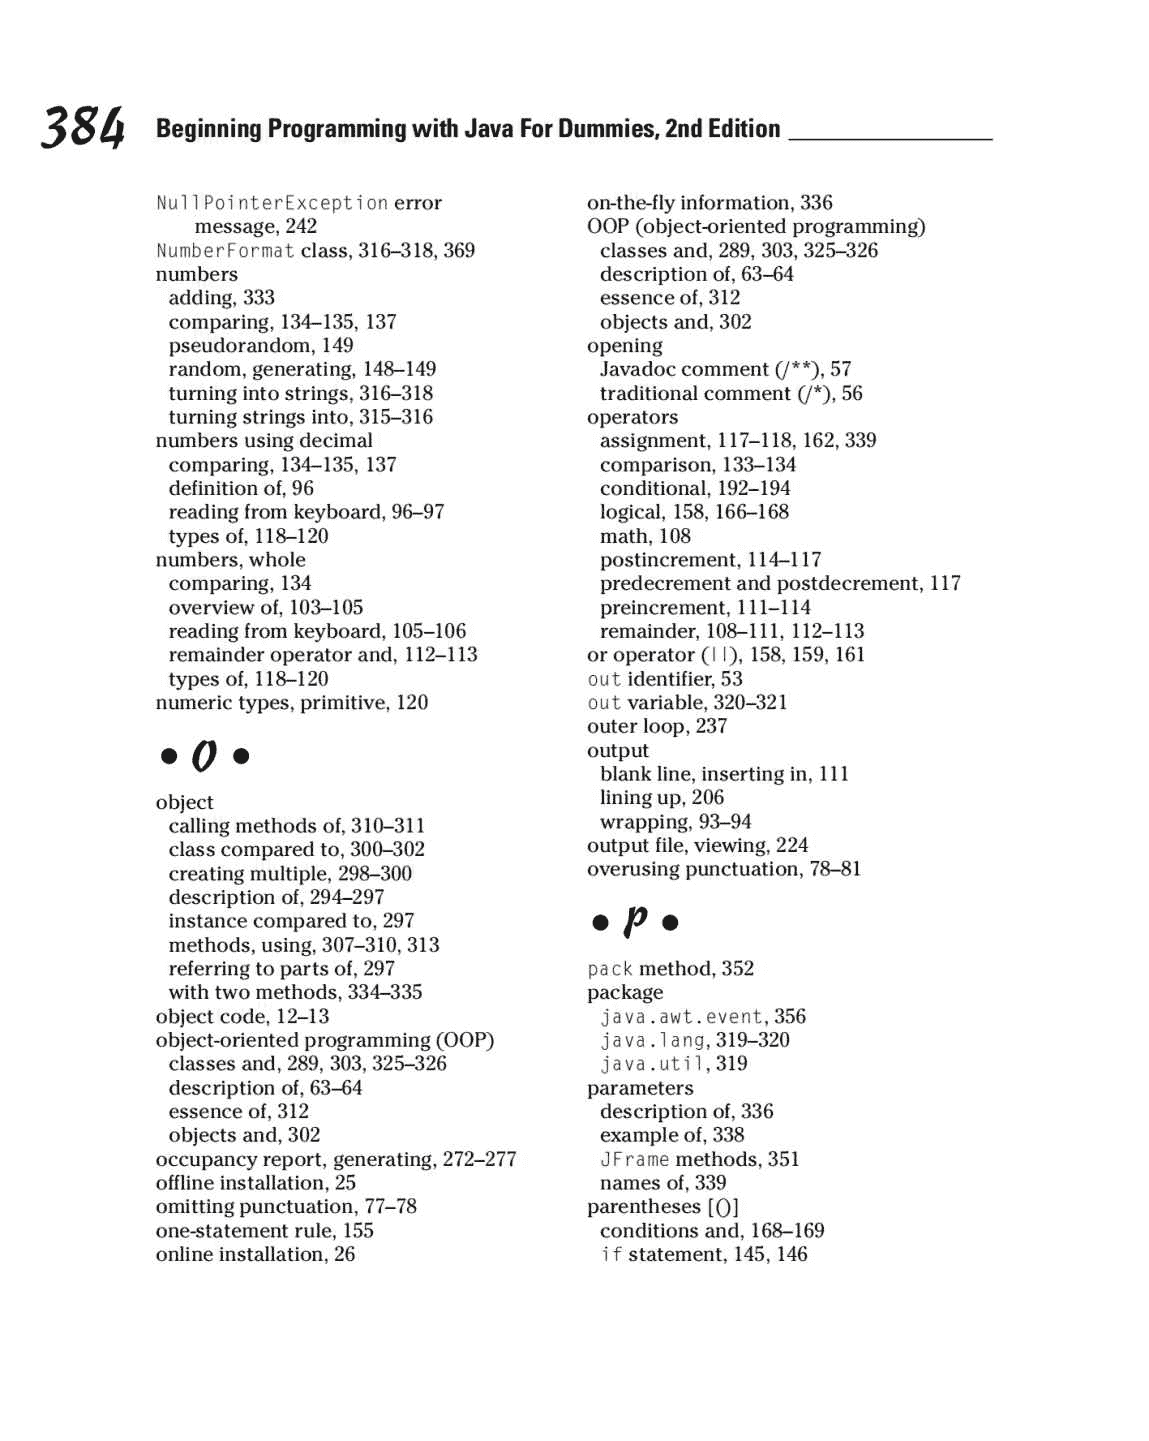 384 Beginning Programming with Java For Dummies, 2nd Edition
NullPointerException error
message, 242
NumberFormat class, 316–318, 369
numbers
adding, 333
comparing, 134–135, 137
pseudorandom, 149
random, generating, 148–149
turning into strings, 316–318
turning strings into, 315–316
numbers using decimal
comparing, 134–135, 137
definition of, 96
reading from keyboard, 96–97
types of, 118–120
numbers, whole
comparing, 134
overview of, 103–105
reading from keyboard, 105–106
remainder operator and, 112–113
types of, 118–120
numeric types, primitive, 120
• O •
object
calling methods of, 310–311
class compared to, 300–302
creating multiple, 298–300
description of, 294–297
instance compared to, 297
methods, using, 307–310, 313
referring to parts of, 297
with two methods, 334–335
object code, 12–13
object-oriented programming (OOP)
classes and, 289, 303, 325–326
description of, 63–64
essence of, 312
objects and, 302
occupancy report, generating, 272–277
offline installation, 25
omitting punctuation, 77–78
one-statement rule, 155
online installation, 26
on-the-fly information, 336
OOP (object-oriented programming)
classes and, 289, 303, 325–326
description of, 63–64
essence of, 312
objects and, 302
opening
Javadoc comment (/**), 57
traditional comment (/*), 56
operators
assignment, 117–118, 162, 339
comparison, 133–134
conditional, 192–194
logical, 158, 166–168
math, 108
postincrement, 114–117
predecrement and postdecrement, 117
preincrement, 111–114
remainder, 108–111, 112–113
or operator (||), 158, 159, 161
out identifier, 53
out variable, 320–321
outer loop, 237
output
blank line, inserting in, 111
lining up, 206
wrapping, 93–94
output file, viewing, 224
overusing punctuation, 78–81
• P •
pack method, 352
package
java.awt.event, 356
java.lang, 319–320
java.util, 319
parameters
description of, 336
example of, 338
JFrame methods, 351
names of, 339
parentheses [()]
conditions and, 168–169
if statement, 145, 146